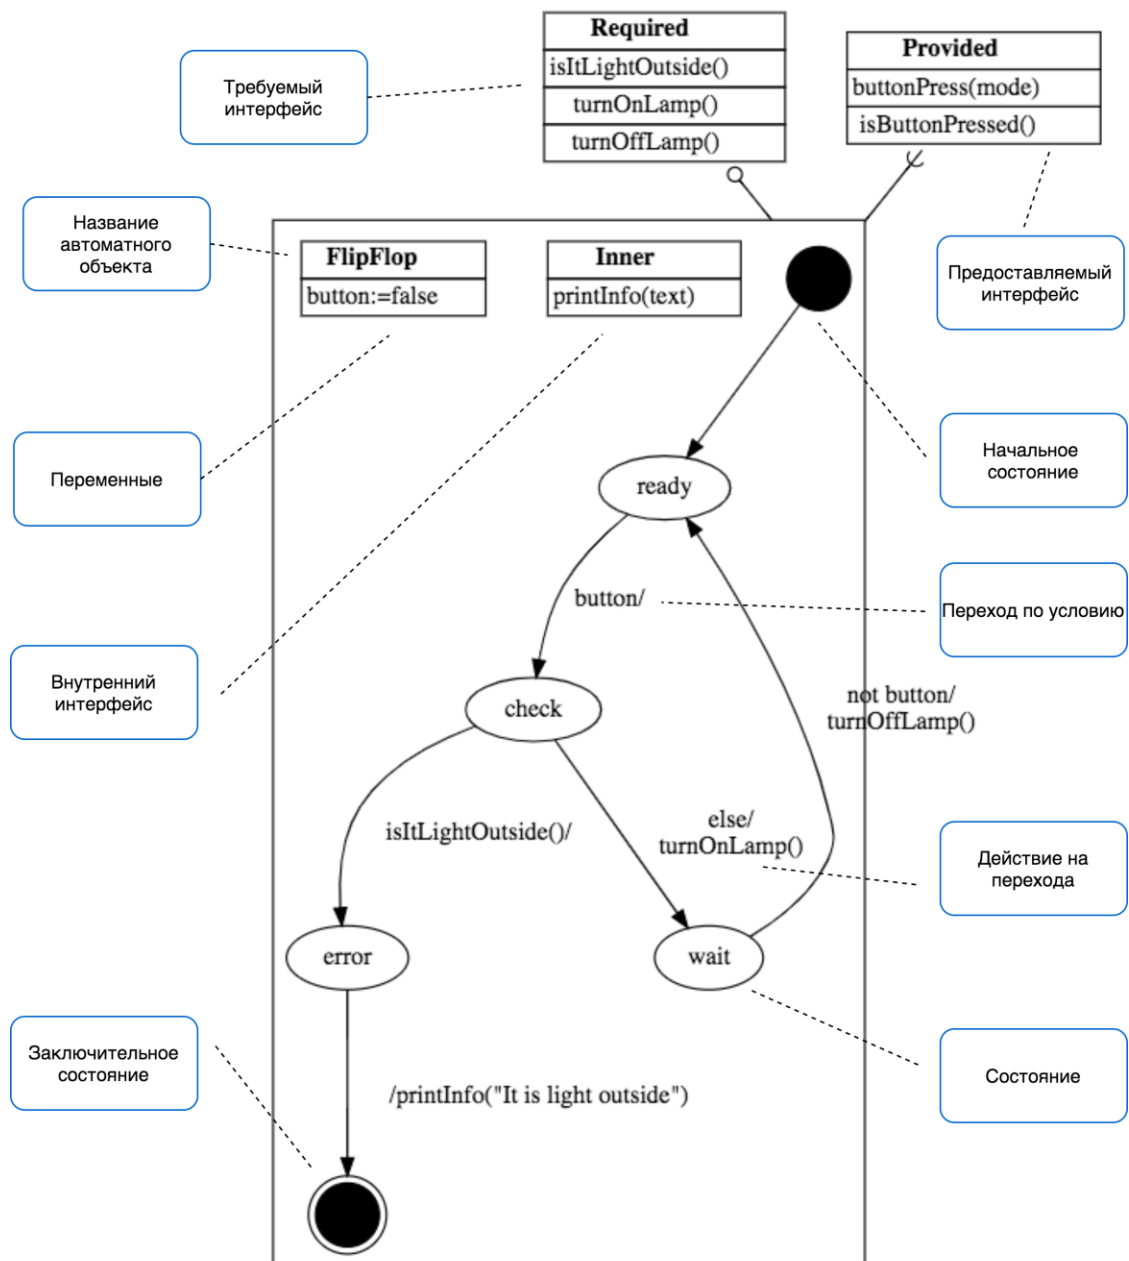 Required
isItLightOutside()
turnOnLamp()
turnOffLamp()
Provided
buttonPress(mode)
isButtonPressed()
Требуемый
интерфейс
Название
автоматного
объекта
FlipFlop
button:=false
Inner
printInfo(text)
Предоставляемый
интерфейс
Переменные
Начальное
состояние
ready
button/
Переход по условию
Внутренний
интерфейс
check
not button/
turnOffLamp()
isItLightOutside()/
else/
turnOnLamp()
Действие на
перехода
error
wait
Заключительное
состояние
Состояние
/printInfo("It is light outside")